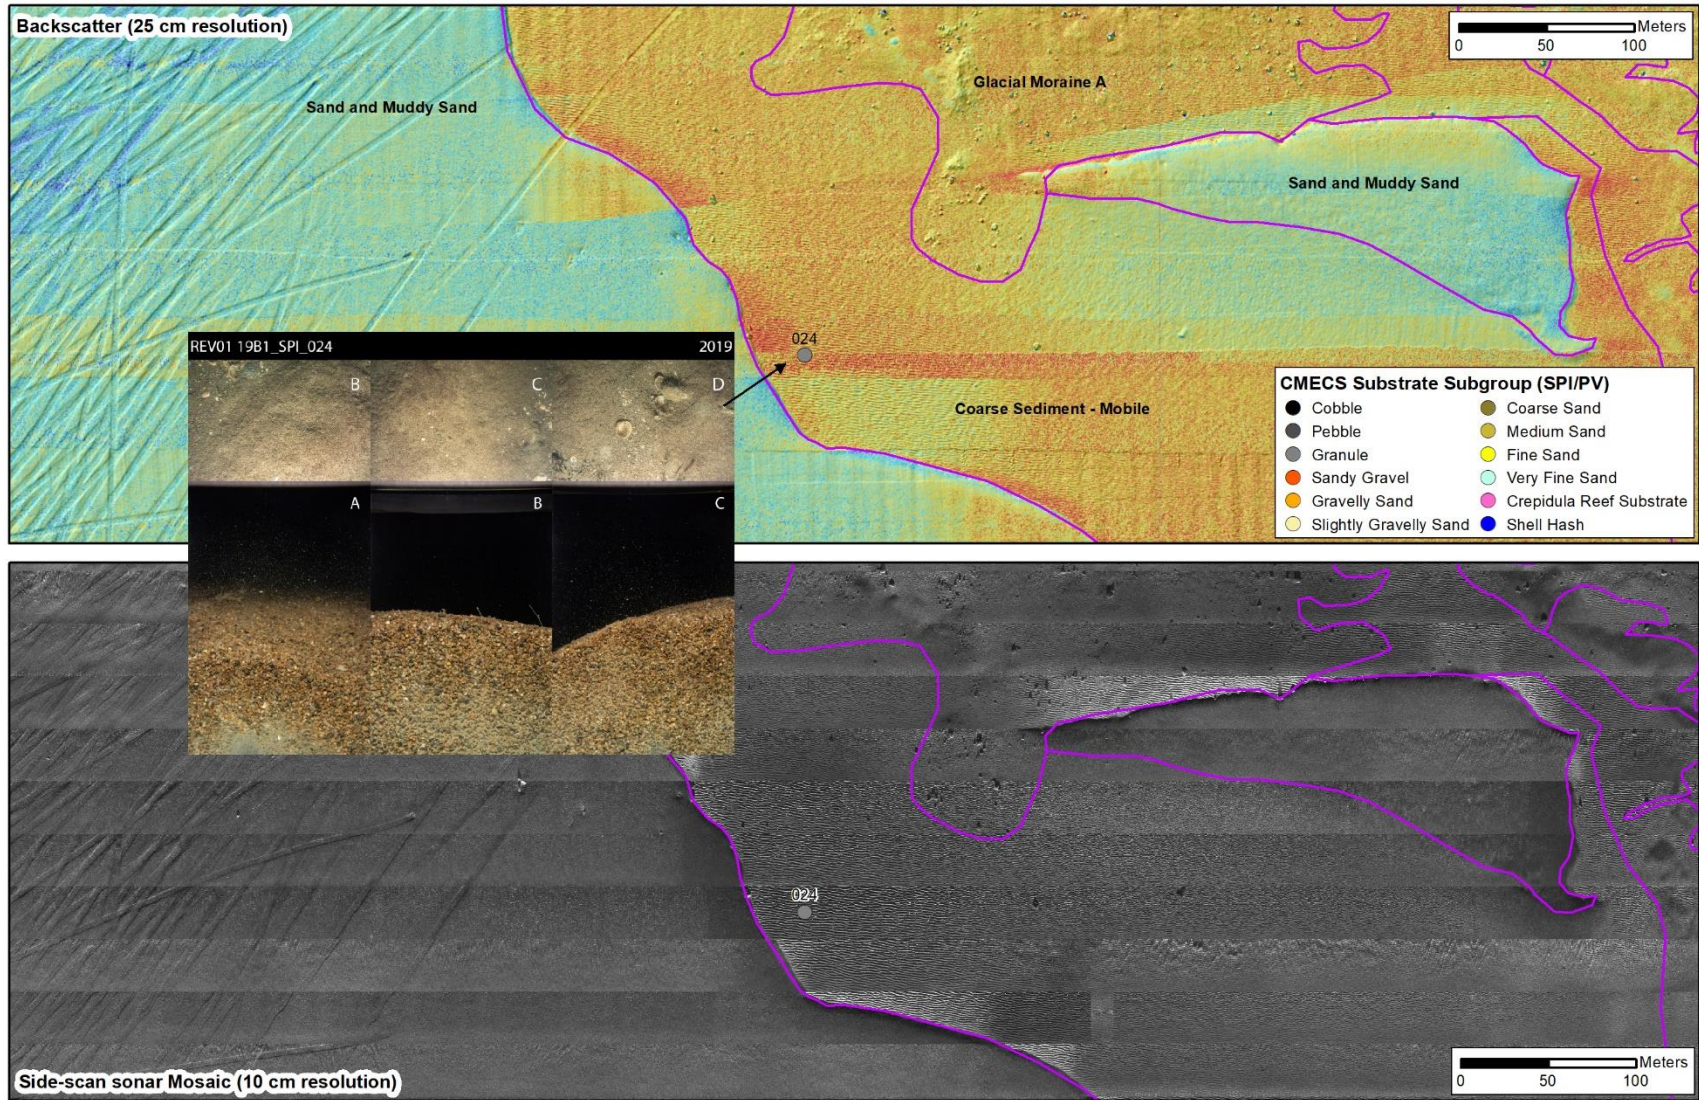 Backscatter (25 cm resolution)
Meters
0 50 100
Glacial Moraine A
Sand and Muddy Sand
Sand and Muddy Sand
024
REV01 19B1_SPI_024 2019
B C D
A B C
Coarse Sediment - Mobile
CMECS Substrate Subgroup (SPI/PV)
Cobble
Pebble
Granule
Sandy Gravel
Gravelly Sand
Slightly Gravelly Sand
Coarse Sand
Medium Sand
Fine Sand
Very Fine Sand
Crepidula Reef Substrate
Shell Hash
024
Side-scan sonar Mosaic (10 cm resolution)
Meters
0 50 100